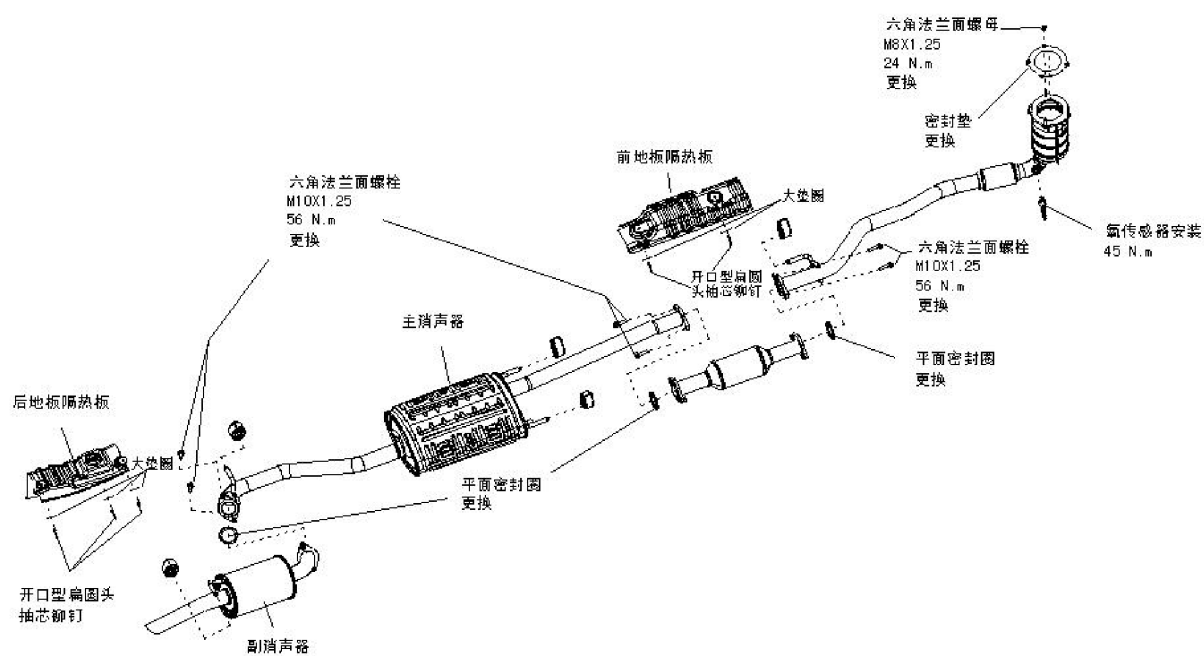 六角法兰面螺母
M8X1.25
24 N.m
更换
密封垫
更换
前地板隔热板
大垫圈
六角法兰面螺栓
M10X1.25
56 N.m
更换
氧传感器安装
45 N.m
六角法兰面螺栓
M10X1.25
56 N.m
更换
开口型扁圆
头抽芯铆钉
主消声器
平面密封圈
更换
后地板隔热板
大垫圈
平面密封圈
更换
开口型扁圆头
抽芯铆钉
副消声器